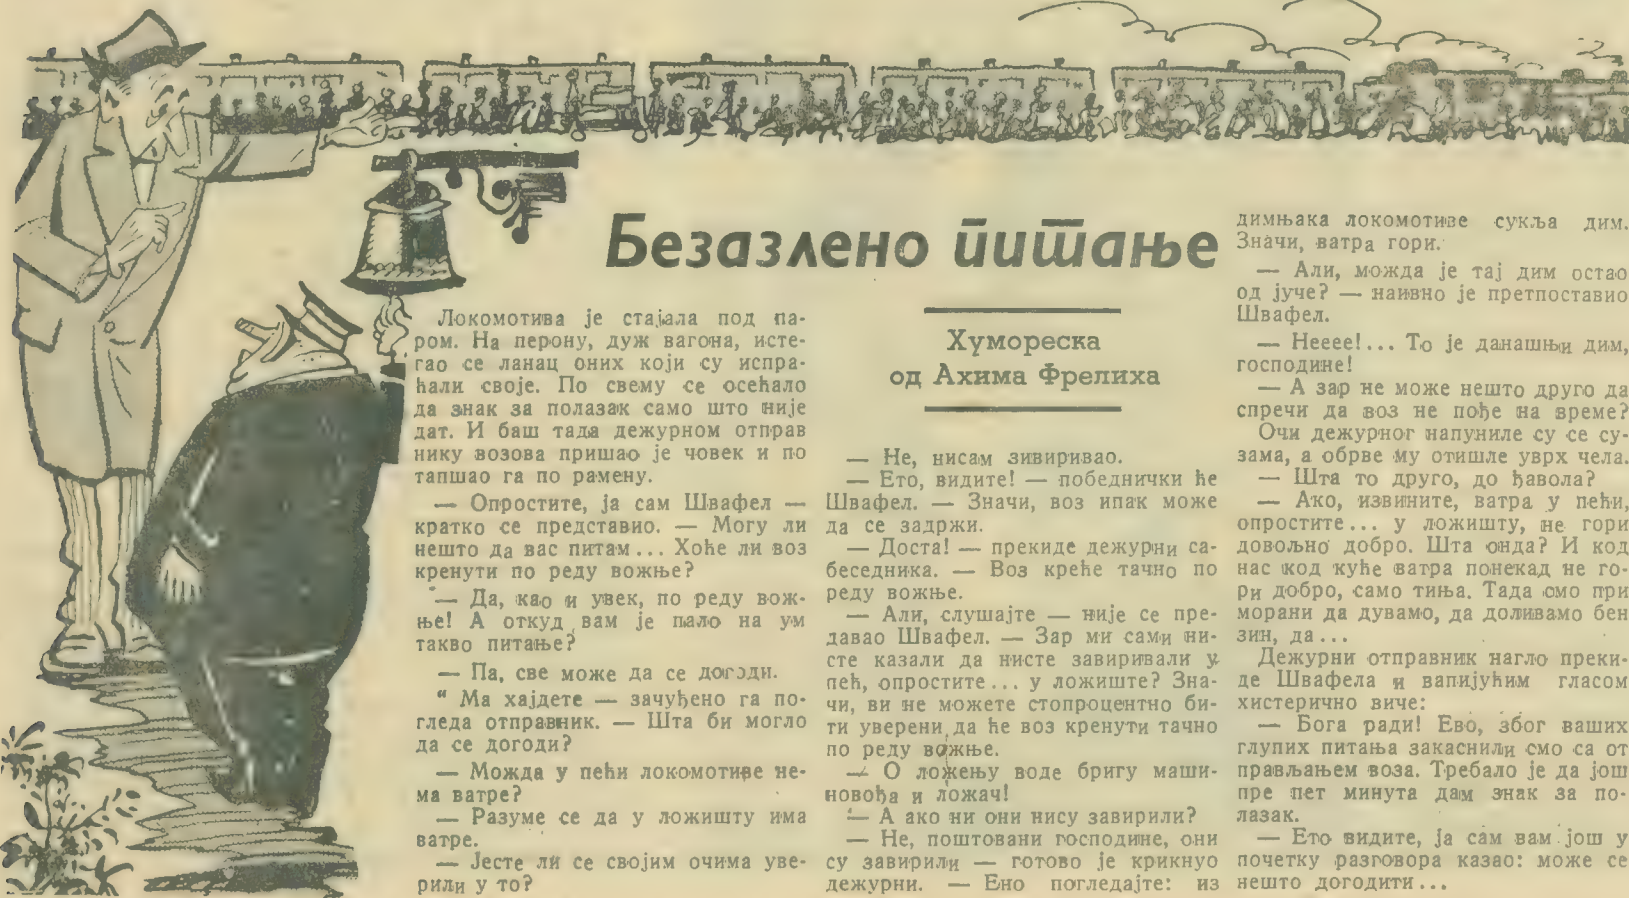 Безазлено питање
Хумореска
од Ахима Фрелиха
Локомотива је стајала под па-
ром. На перону, дуж вагона, исте-
гао се ланац оних који су испра-
ћали своје. По свему се осећало
да знак за полазак само што није
дат. И баш тада дежурном отправ
нику возова пришао је човек и по
тапшао га по рамену.
— Опростите, ја сам Швафел —
кратко се представио. — Могу ли
нешто да вас питам... Хоће ли воз
кренути по реду вожње?
— Да, као и увек, по реду вож-
ње! А откуд вам је пало на ум
такво питање?
— Па, све може да се догоди.
“ Ма хајдете — зачуђено га по-
гледа отправник. — Шта би могло
да се догоди?
— Можда у пећи локомотиве не-
ма ватре?
— Разуме се да у ложишту има
ватре.
— Јесте ли се својим очима уве-
рили у то?
— Не, нисам зивиривао.
— Ето, видите! — победнички ће
Швафел. — Значи, воз ипак може
да се задржи.
— Доста! — прекиде дежурни са-
беседника. — Воз креће тачно по
реду вожње.
— Али, слушајте — није се пре-
давао Швафел. — Зар ми сами ни-
сте казали да нисте завиривали у
пећ, опростите... у ложиште? Зна-
чи, ви не можете стопроцентно би-
ти уверени да ће воз кренути тачно
по реду вожње.
— О ложењу воде бригу маши-
новођа и ложач!
— А ако ни они нису завирили?
— Не, поштовани господине, они
су завирили — готово је крикнуо
дежурни. — Ено погледајте: из
димњака локомотиве сукља дим.
Значи, ватра гори.
— Али, можда је тај дим остао
од јуче? — наивно је претпоставио
Швафел.
— Нееее!... То је данашњи дим,
господине!
— А зар не може нешто друго да
спречи да воз не пође на време?
Очи дежурног напуниле су се су-
зама, а обрве му отишле уврх чела.
— Шта то друго, до ђавола?
— Ако, извините, ватра у пећи,
опростите... у ложишту, не гори
довољно добро. Шта онда? И код
нас код куће ватра понекад не го-
ри добро, само тиња. Тада смо при
морани да дувамо, да доливамо бен
зин, да...
Дежурни отправник нагло преки-
де Швафела и вапијућим гласом
хистерично виче:
— Бога ради! Ево, због ваших
глупих питања закаснили смо са от
прављањем воза. Требало је да још
пре пет минута дам знак за по-
лазак.
— Ето видите, ја сам вам још у
почетку разговора казао: може се
нешто догодити...